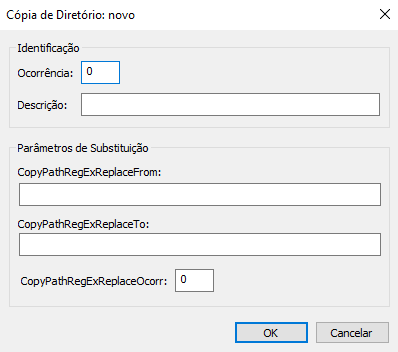 Cópia de Diretório: novo
Identificação
Ocorrência: 0
Descrição:
Parâmetros de Substituição
CopyPathRegExReplaceFrom:
CopyPathRegExReplaceTo:
CopyPathRegExReplaceOcorr: 0
OK Cancelar